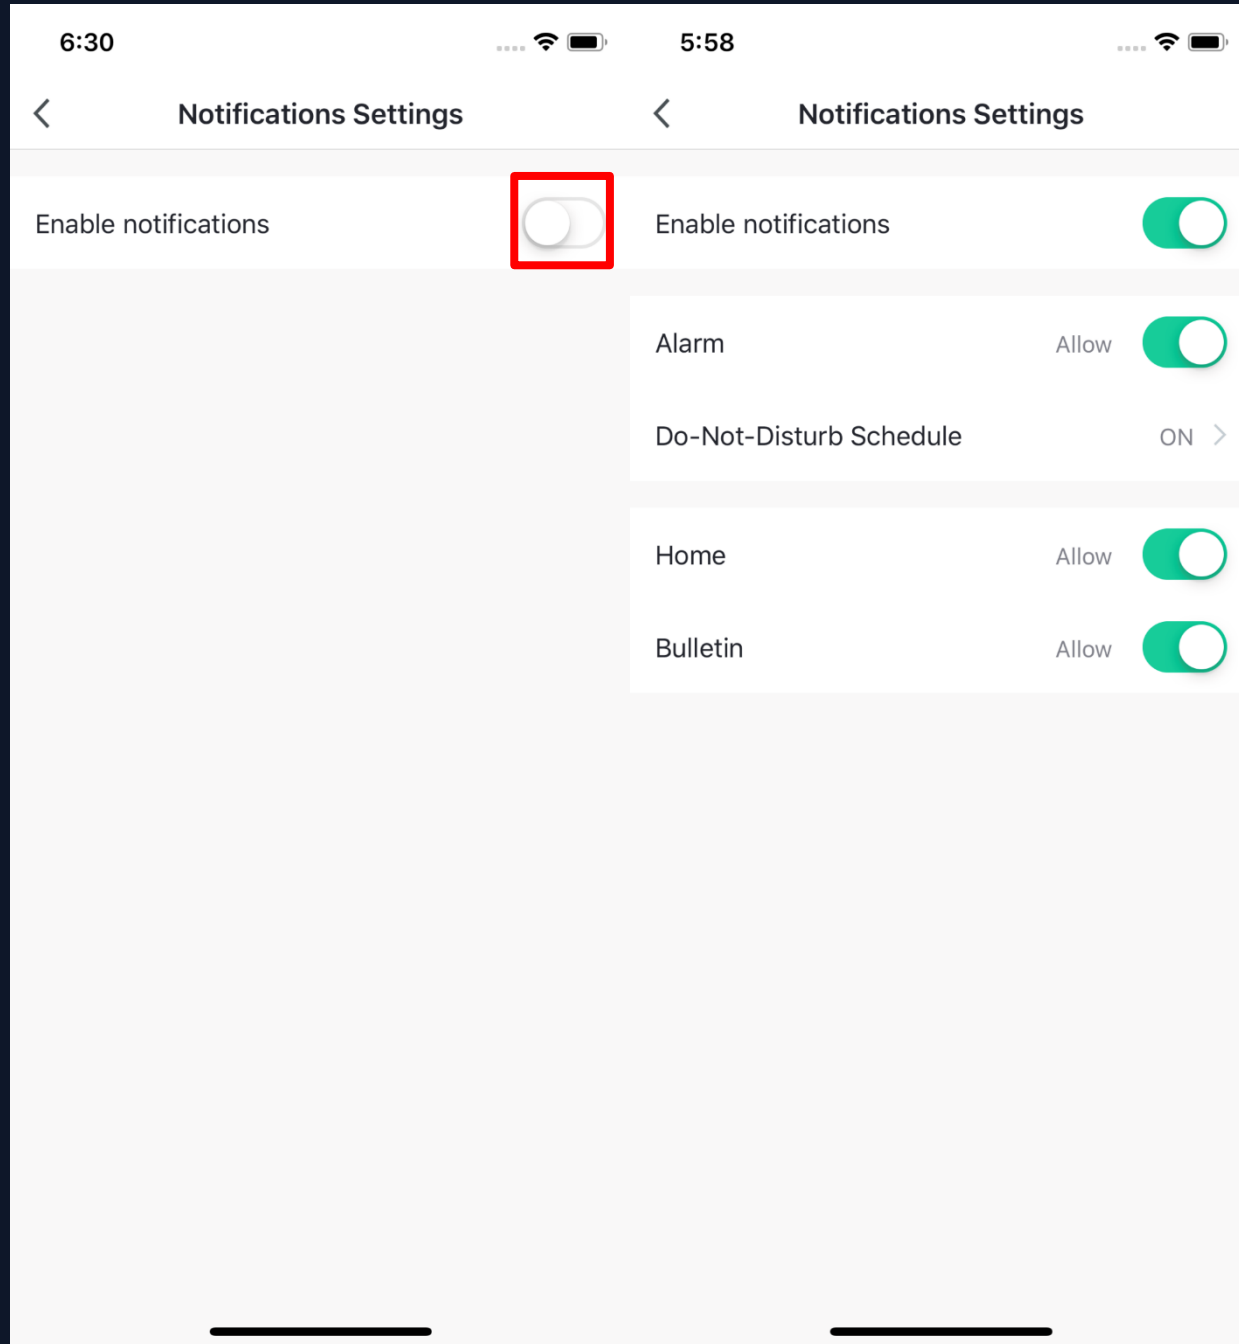 6:30
Notifications Settings
Enable notifications
5:58
Notifications Settings
Enable notifications
Alarm Allow
Do-Not-Disturb Schedule ON
Home Allow
Bulletin Allow